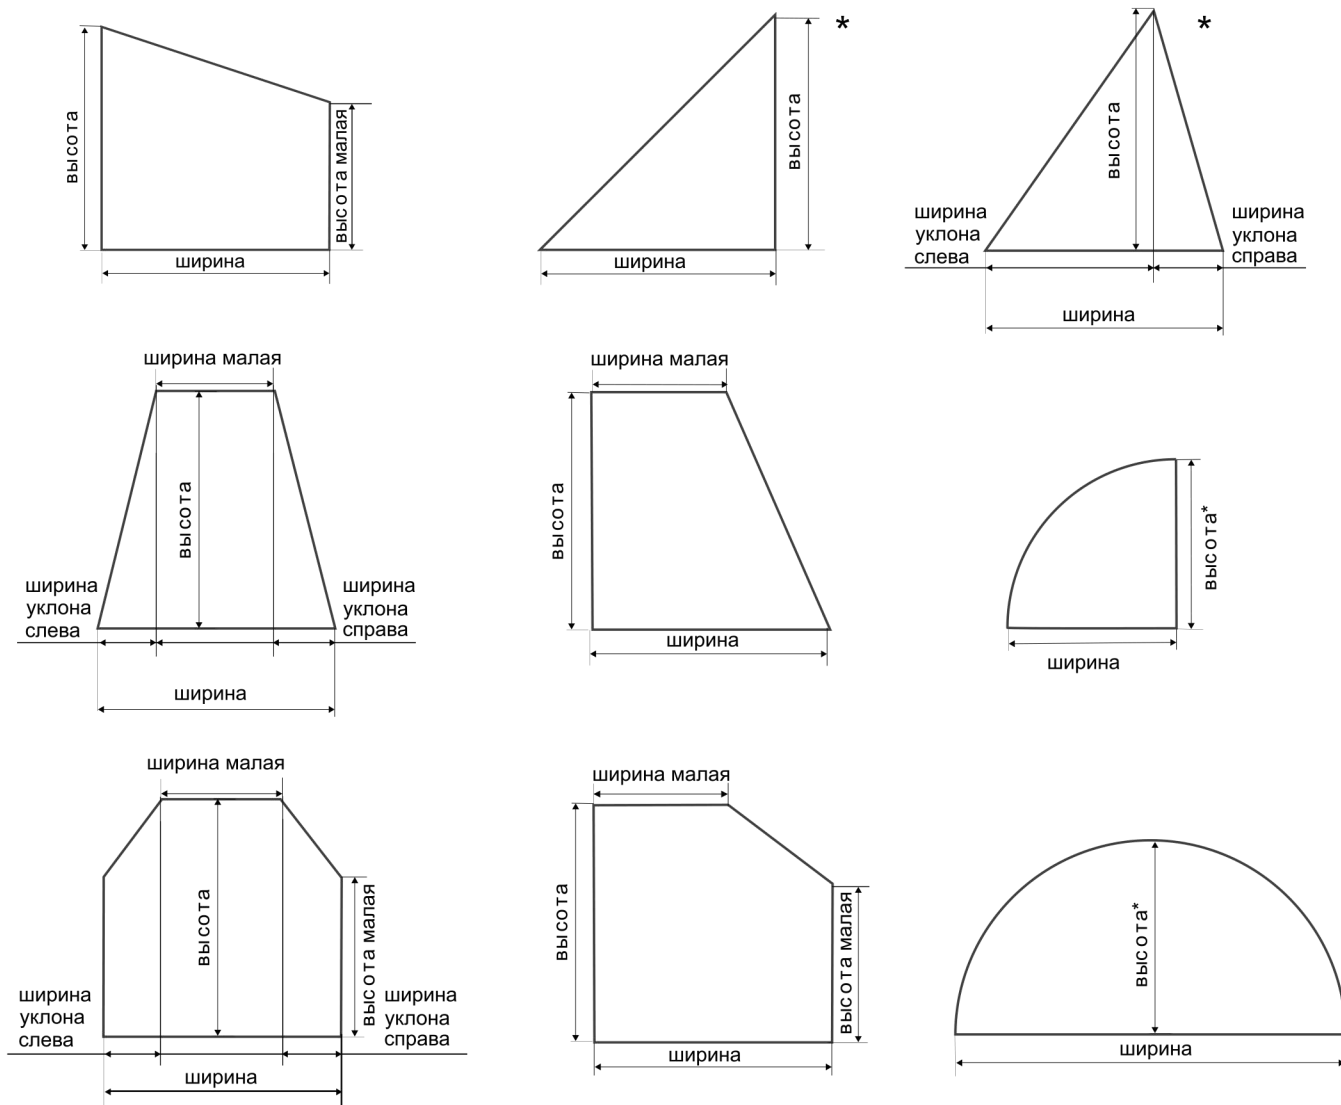 высота
высота малая
ширина
высота
*
ширина
высота
*
ширина
уклона
слева
ширина
уклона
справа
ширина
ширина малая
высота
ширина
уклона
слева
ширина
уклона
справа
ширина
ширина малая
высота
ширина
высота*
ширина
ширина малая
высота
высота малая
ширина
уклона
слева
ширина
уклона
справа
ширина
ширина малая
высота
высота малая
ширина
высота*
ширина